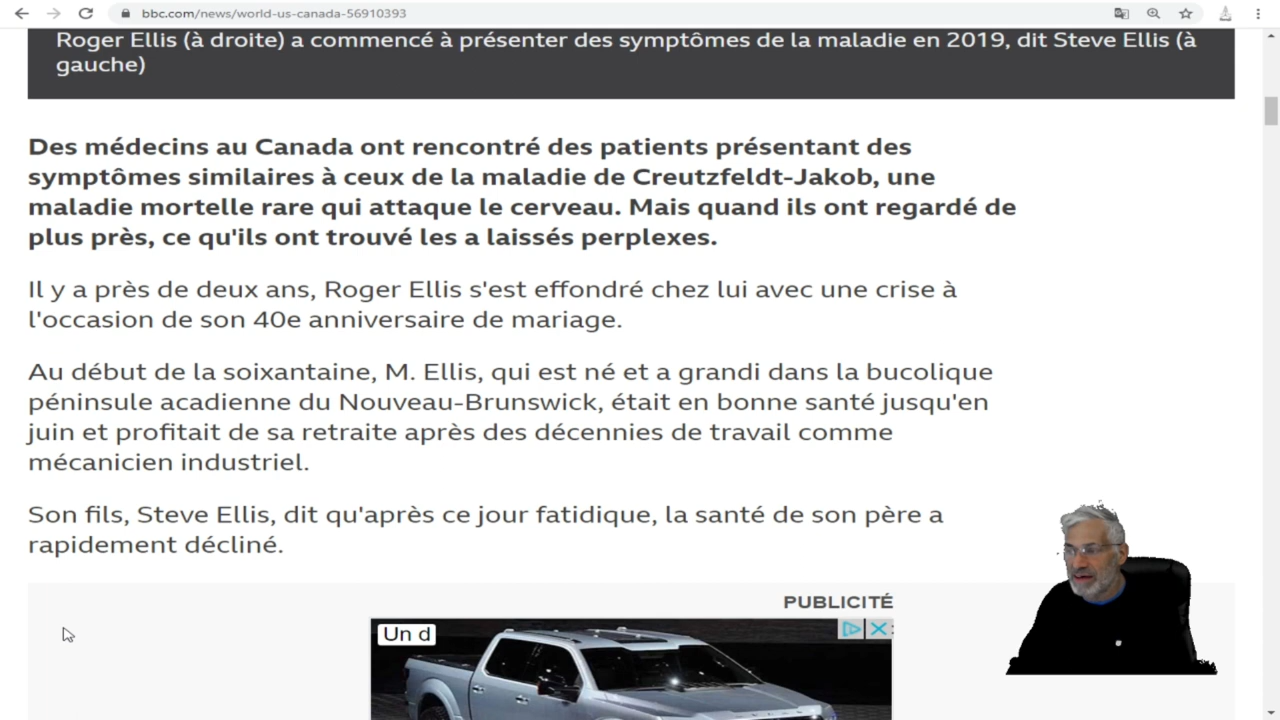 bbc.com/news/world-us-canada-56910393
Roger Ellis (à droite) a commencé à présenter des symptômes de la maladie en 2019, dit Steve Ellis (à
gauche)
Des médecins au Canada ont rencontré des patients présentant des
symptômes similaires à ceux de la maladie de Creutzfeldt-Jakob, une
maladie mortelle rare qui attaque le cerveau. Mais quand ils ont regardé de
plus près, ce qu'ils ont trouvé les a laissés perplexes.
Il y a près de deux ans, Roger Ellis s'est effondré chez lui avec une crise à
l'occasion de son 40e anniversaire de mariage.
Au début de la soixantaine, M. Ellis, qui est né et a grandi dans la bucolique
péninsule acadienne du Nouveau-Brunswick, était en bonne santé jusqu'en
juin et profitait de sa retraite après des décennies de travail comme
mécanicien industriel.
Son fils, Steve Ellis, dit qu'après ce jour fatidique, la santé de son père a
rapidement décliné.
PUBLICITÉ
Un d